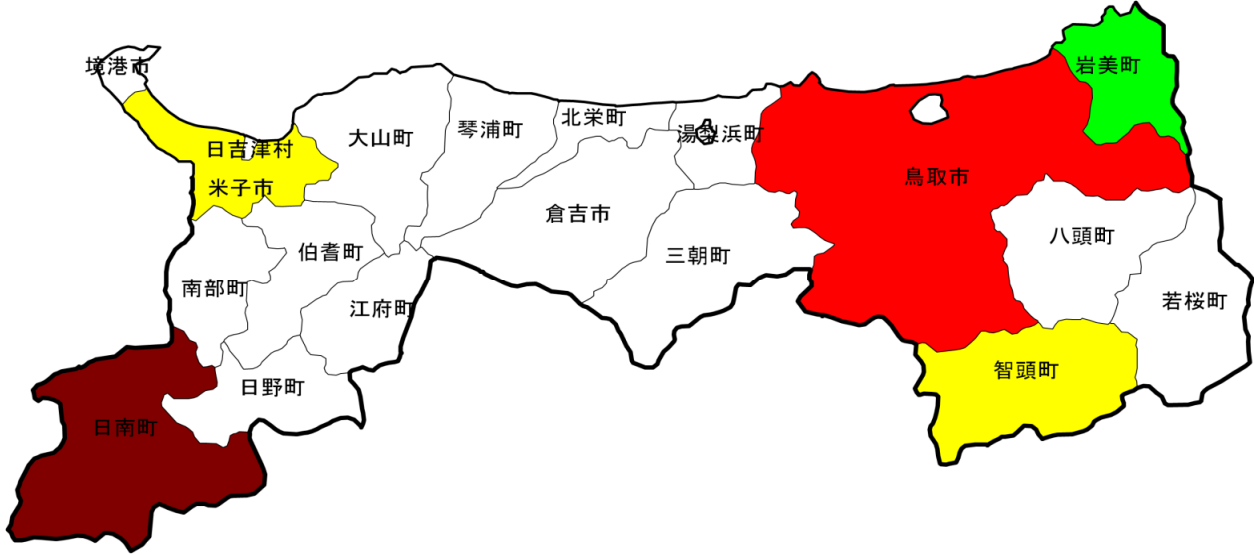 境港市
岩美町
大山町
琴浦町
北栄町
湯梨浜町
日吉津村
米子市
鳥取市
倉吉市
八頭町
伯耆町
三朝町
南部町
江府町
若桜町
智頭町
日野町
日南町